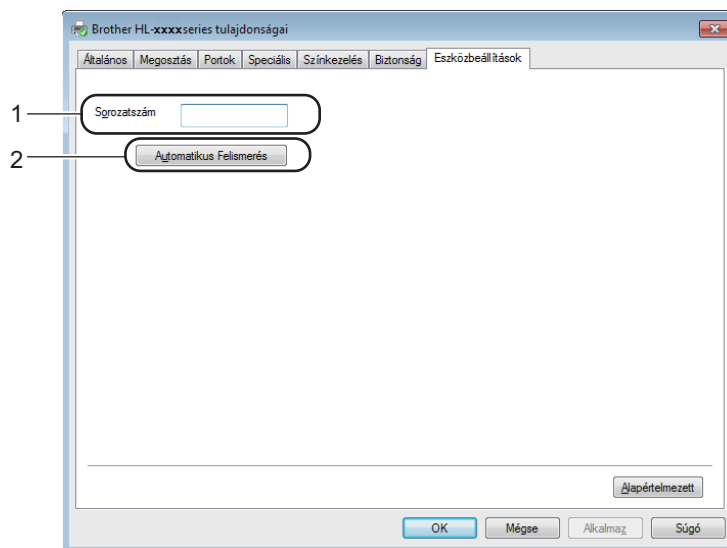 Brother HL-xxxxseries tulajdonságai
Általános Megosztás Portok Speciális Színkezelés Biztonság Eszközbeállítások
1 Sorozatszám
2 Automatikus Felismerés
Alapértelmezett
OK Mégse Alkalmaz Súgó